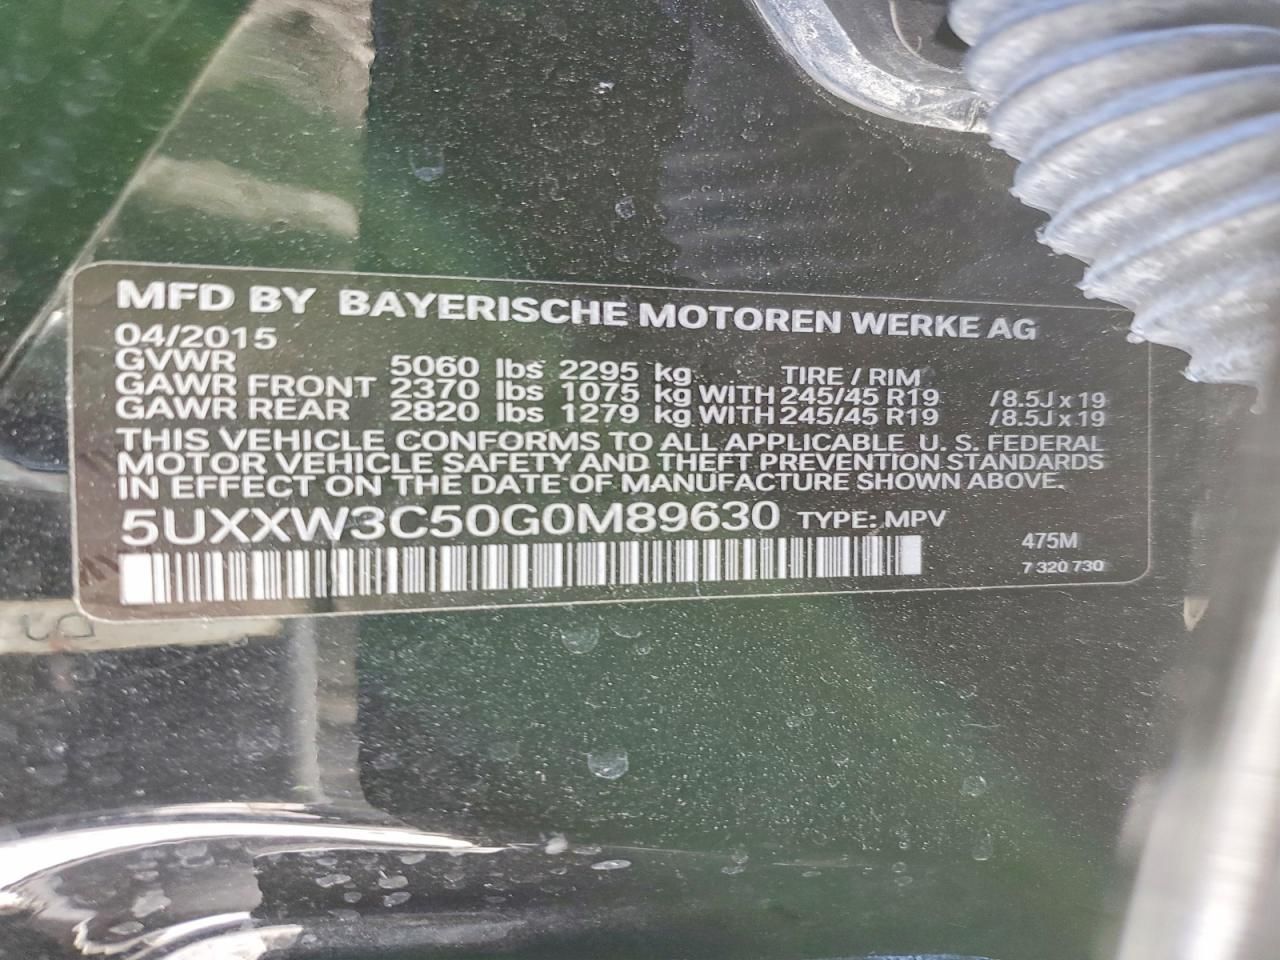 MFD BY BAYERISCHE MOTOREN WERKE AG
04/2015
GVWR 5060 lbs 2295 kg TIRE / RIM
GAWR FRONT 2370 lbs 1075 kg WITH 245/45 R19 / 8.5J x 19
GAWR REAR 2820 lbs 1279 kg WITH 245/45 R19 / 8.5J x 19
THIS VEHICLE CONFORMS TO ALL APPLICABLE U. S. FEDERAL
MOTOR VEHICLE SAFETY AND THEFT PREVENTION STANDARDS
IN EFFECT ON THE DATE OF MANUFACTURE SHOWN ABOVE.
5UXXW3C50G0M89630 TYPE: MPV
475M
7 320 730